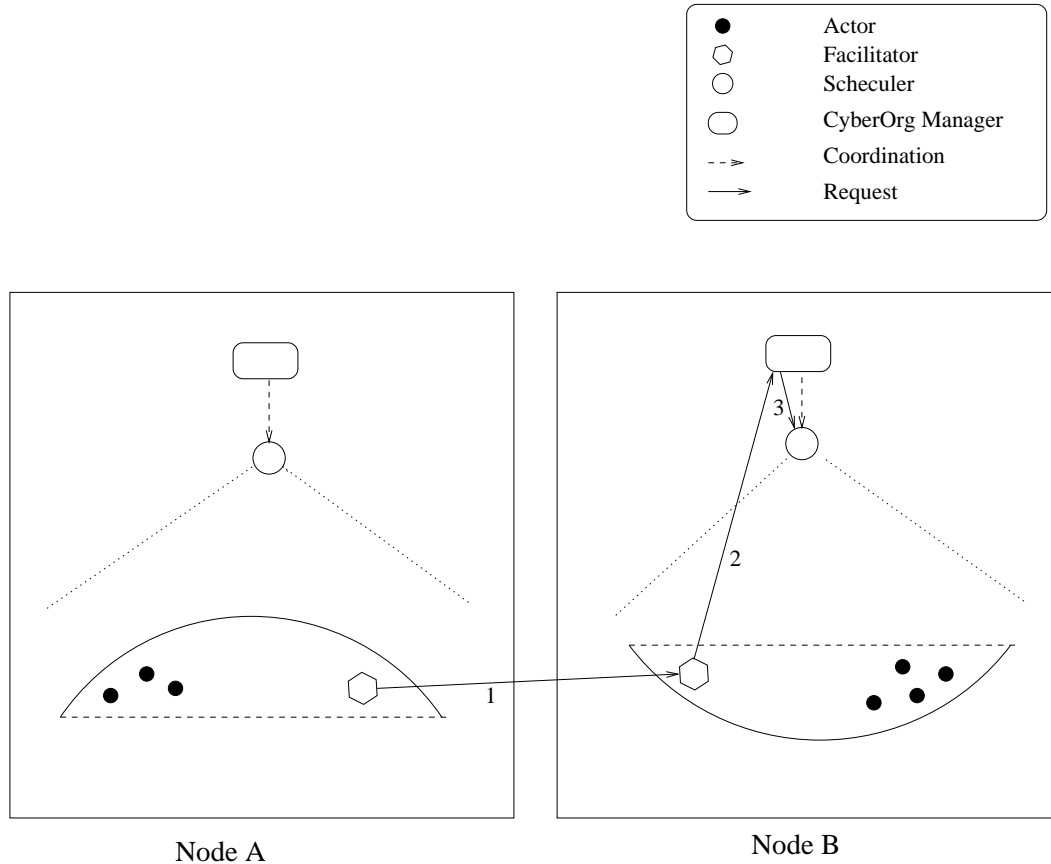 Actor
Facilitator
Scheculer
CyberOrg Manager
Coordination
Request
3
2
1
Node A
Node B